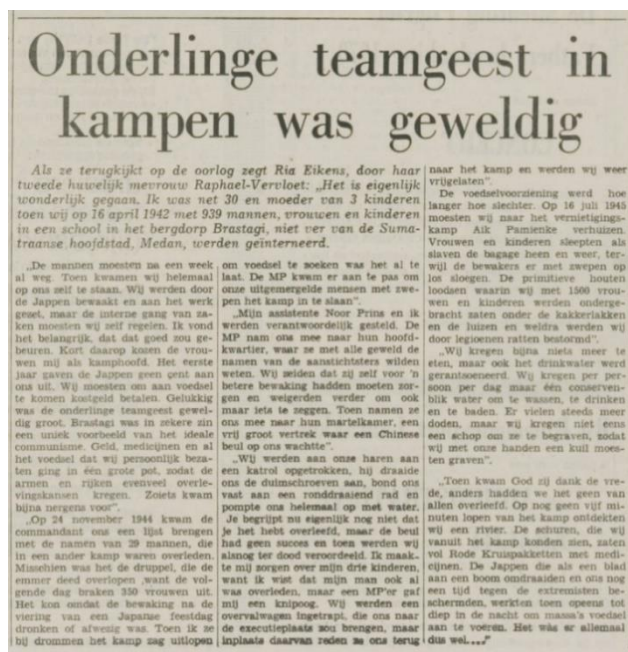 Onderlinge teamgeest in
kampen was geweldig
Als ze terugkijkt op de oorlog zegt Ria Eikens, door haar
tweede huwelijk mevrouw Raphael-Vervloet: „Het is eigenlijk
wonderlijk gegaan. Ik was net 30 en moeder van 3 kinderen
toen wij op 16 april 1942 met 939 mannen, vrouwen en kinderen
in een school in het bergdorp Brastagi, niet ver van de Suma-
traanse hoofdstad, Medan, werden geïnterneerd.
„De mannen moesten na een week
al weg. Toen kwamen wij helemaal
op ons zelf te staan. Wij werden door
de Jappen bewaakt en aan het werk
gezet, maar de interne gang van za-
ken moesten wij zelf regelen. Ik vond
het belangrijk, dat dat goed zou ge-
beuren. Kort daarop kozen de vrou-
wen mij als kamphoofd. Het eerste
jaar gaven de Jappen geen cent aan
ons uit. Wij moesten om aan voedsel
te komen kostgeld betalen. Gelukkig
was de onderlinge teamgeest gewel-
dig groot. Brastagi was in zekere zin
een uniek voorbeeld van het ideale
communisme. Geld, medicijnen en al
het voedsel dat wij persoonlijk beza-
ten ging in één grote pot, zodat de
armen en rijken evenveel overle-
vingskansen kregen. Zoiets kwam
bijna nergens voor”.
„Op 24 november 1944 kwam de
commandant ons een lijst brengen
met de namen van 29 mannen, die
in een ander kamp waren overleden.
Misschien was het de druppel, die de
emmer deed overlopen ,want de vol-
gende dag braken 350 vrouwen uit.
Het kon omdat de bewaking na de
viering van een Japanse feestdag
dronken of afwezig was. Toen ik ze
bij drommen het kamp zag uitlopen
om voedsel te zoeken was het al te
laat. De MP kwam er aan te pas om
onze uitgemergelde mensen met zwe-
pen het kamp in te slaan”.
„Mijn assistente Noor Prins en ik
werden verantwoordelijk gesteld. De
MP nam ons mee naar hun hoofd-
kwartier, waar ze met alle geweld de
namen van de aanstichtsters wilden
weten. Wij zeiden dat zij zelf voor 'n
betere bewaking hadden moeten zor-
gen en weigerden verder om ook
maar iets te zeggen. Toen namen ze
ons mee naar hun martelkamer, een
vrij groot vertrek waar een Chinese
beul op ons wachtte”.
„Wij werden aan onze haren aan
een katrol opgetrokken, hij draaide
ons de duimschroeven aan, bond ons
vast aan een ronddraaiend rad en
pompte ons helemaal op met water.
Je begrijpt nu eigenlijk nog niet dat
je het hebt overleefd, maar de beul
had geen succes en toen werden wij
alsnog ter dood veroordeeld. Ik maak-
te mij zorgen over mijn drie kinderen,
want ik wist dat mijn man ook al
was overleden, maar een MP'er gaf
mij een knipoog. Wij werden een
overvalwagen ingetrapt, die ons naar
de executieplaats zou brengen, maar
inplaats daarvan reden ze ons terug
naar het kamp en werden wij weer
vrijgelaten”.
De voedselvoorziening werd hoe
langer hoe slechter. Op 16 juli 1945
moesten wij naar het vernietigings-
kamp Aik Pamienke verhuizen.
Vrouwen en kinderen sleepten als
slaven de bagage heen en weer, ter-
wijl de bewakers er met zwepen op
los sloegen. De primitieve houten
loodsen waarin wij met 1500 vrou-
wen en kinderen werden onderge-
bracht zaten onder de kakkerlakken
en de luizen en weldra werden wij
door legioenen ratten bestormd”.
„Wij kregen bijna niets meer te
eten, maar ook het drinkwater werd
gerantsoeneerd. Wij kregen per per-
soon per dag maar één conserven-
blik water om te wassen, te drinken
en te baden. Er vielen steeds meer
doden, maar wij kregen niet eens
een schop om ze te begraven, zodat
wij met onze handen een kuil moes-
ten graven”.
„Toen kwam God zij dank de vre-
de, anders hadden we het geen van
allen overleefd. Op nog geen vijf mi-
nuten lopen van het kamp ontdekten
wij een rivier. De schuren, die wij
vanuit het kamp konden zien, zaten
vol Rode Kruispakketten met medi-
cijnen. De Jappen die als een blad
aan een boom omdraaiden en ons nog
een tijd tegen de extremisten be-
schermden, werkten toen opeens tot
diep in de nacht om massa's voedsel
aan te voeren. Het was er allemaal
dus wel....”